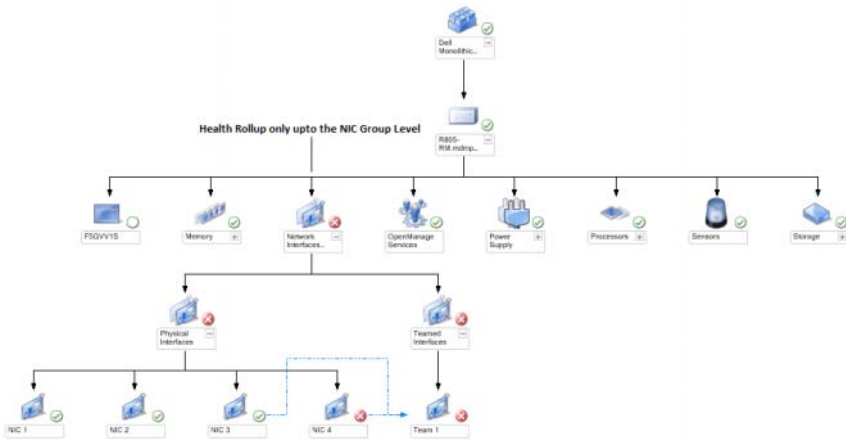 Dell
Monolithic...
Health Rollup only upto the NIC Group Level
R805-
RM.mdmp...
F5GVV1S
Memory
Network
Interfaces...
OpenManage
Services
Power
Supply
Processors
Sensors
Storage
Physical
Interfaces
Teamed
Interfaces
NIC 1
NIC 2
NIC 3
NIC 4
Team 1